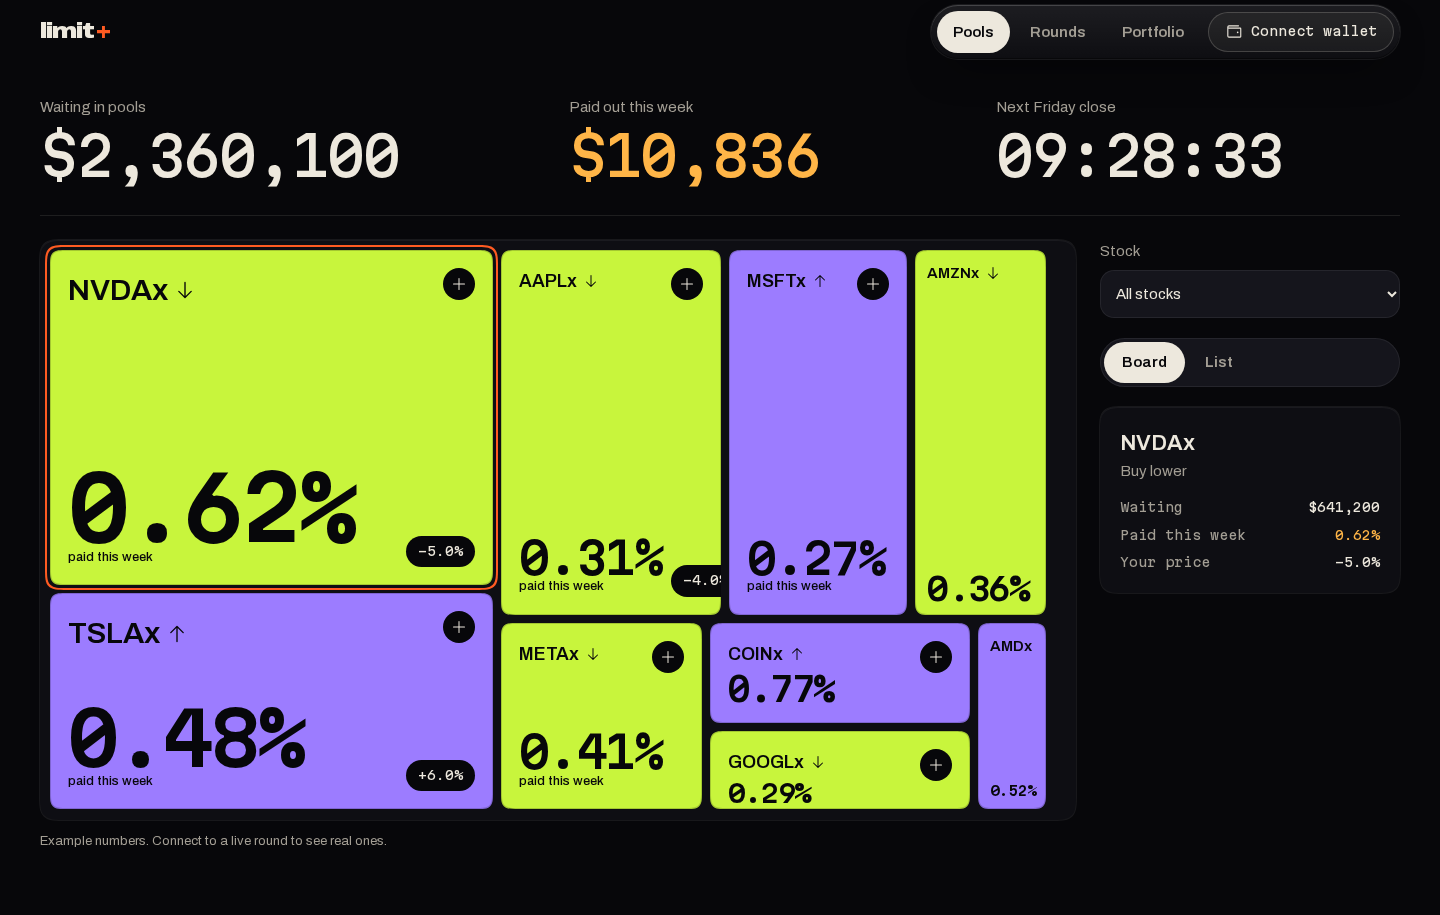 limit+
Pools
Rounds
Portfolio
Connect wallet
Waiting in pools
$2,360,100
Paid out this week
$10,836
Next Friday close
09:28:33
NVDAx ↓
0.62%
paid this week
−5.0%
AAPLx ↓
0.31%
paid this week
−4.0
MSFTx ↑
0.27%
paid this week
AMZNx ↓
0.36%
TSLAx ↑
0.48%
paid this week
+6.0%
METAx ↓
0.41%
paid this week
COINx ↑
0.77%
GOOGLx ↓
0.29%
AMDx
0.52%
Stock
All stocks
Board
List
NVDAx
Buy lower
Waiting $641,200
Paid this week 0.62%
Your price −5.0%
Example numbers. Connect to a live round to see real ones.